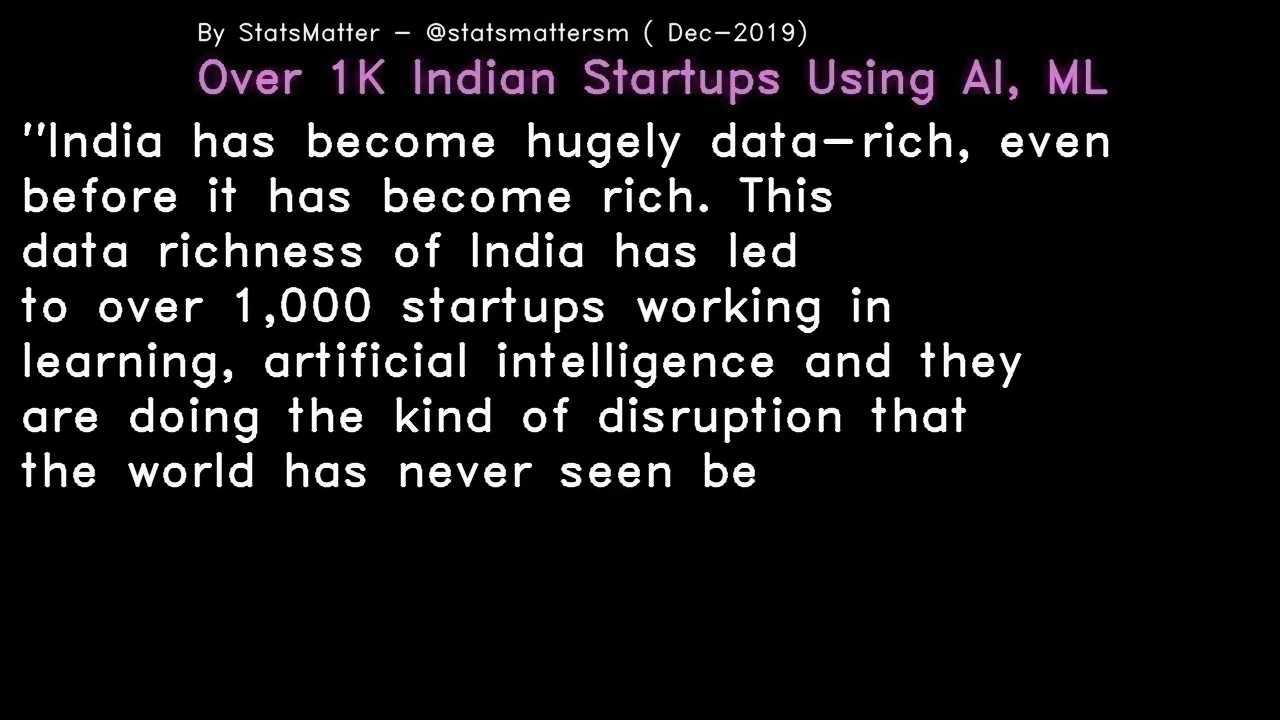 By StatsMatter - @statsmattersm ( Dec-2019)
Over 1K Indian Startups Using AI, ML
"India has become hugely data-rich, even
before it has become rich. This
data richness of India has led
to over 1,000 startups working in
learning, artificial intelligence and they
are doing the kind of disruption that
the world has never seen be